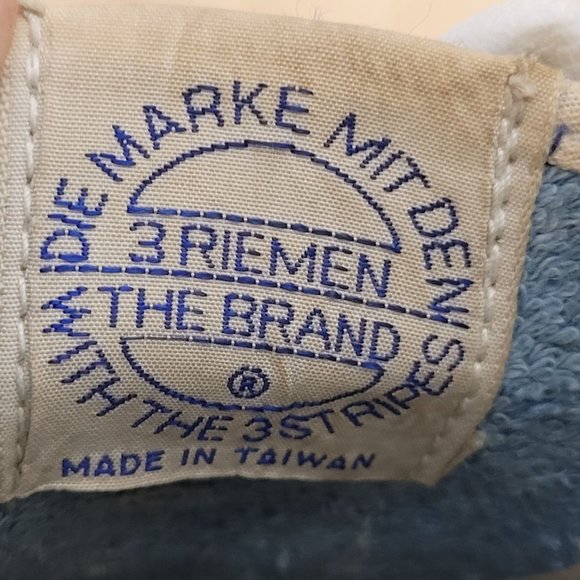 DIE MARKE MIT DEN
3 RIEMEN
THE BRAND
®
WITH THE 3 STRIPES
MADE IN TAIWAN